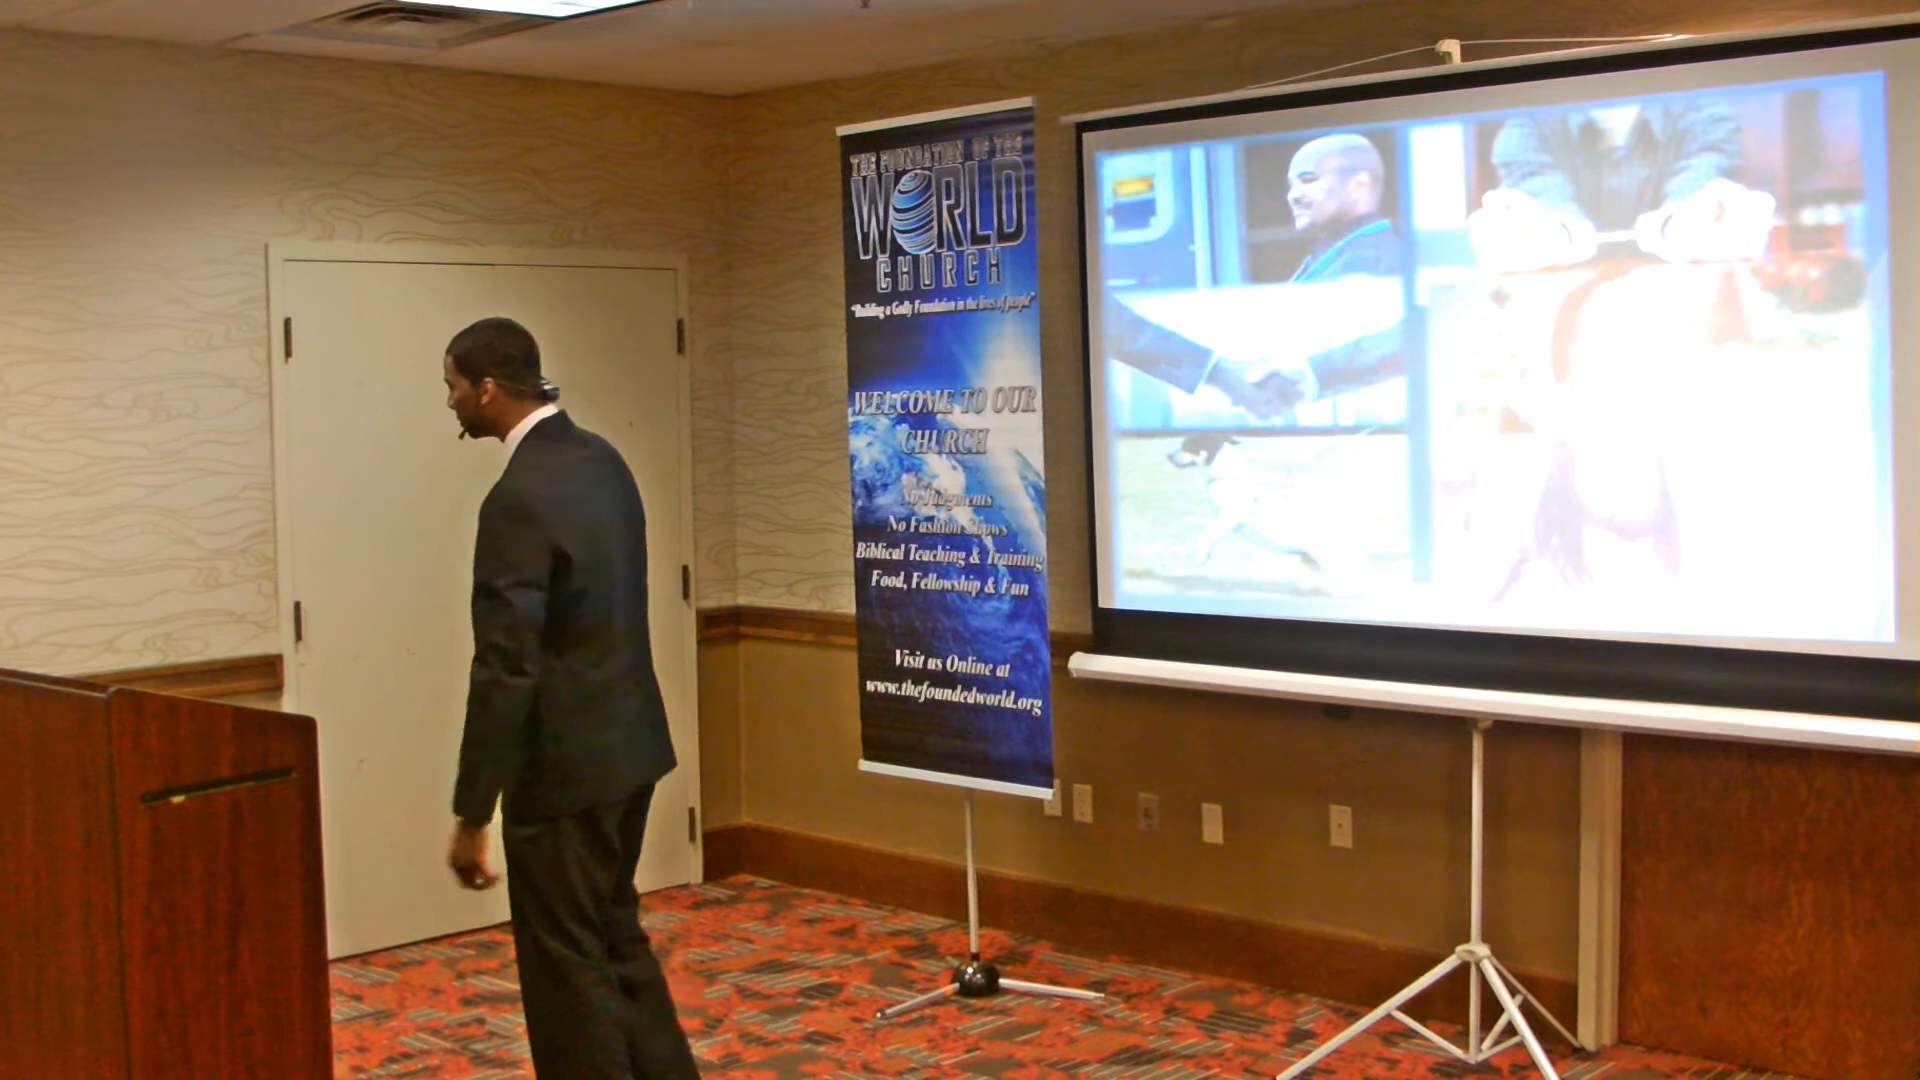 THE FOUNDATION OF THE
WORLD
CHURCH
"Building a Godly Foundation in the lives of people"
WELCOME TO OUR
CHURCH
No Judgments
No Fashion Shows
Biblical Teaching & Training
Food, Fellowship & Fun
Visit us Online at
www.thefoundedworld.org